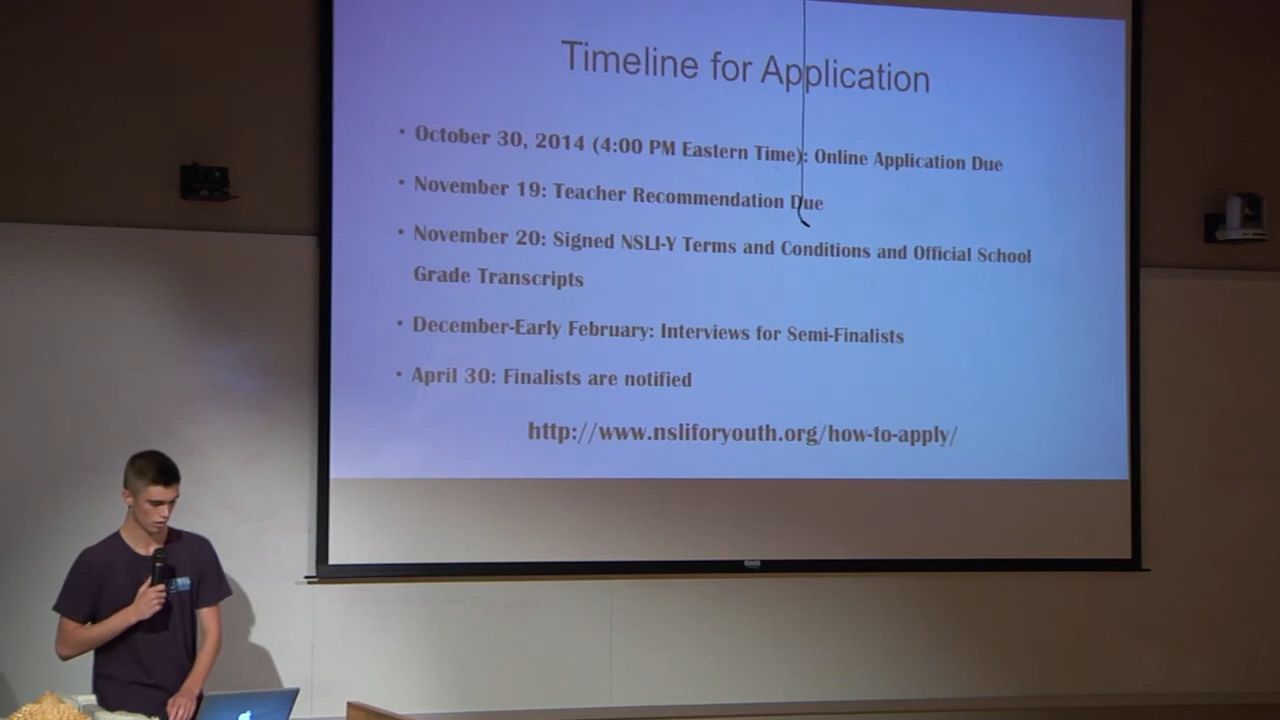 Timeline for Application
• October 30, 2014 (4:00 PM Eastern Time): Online Application Due
• November 19: Teacher Recommendation Due
• November 20: Signed NSLI-Y Terms and Conditions and Official School
Grade Transcripts
• December-Early February: Interviews for Semi-Finalists
• April 30: Finalists are notified
http://www.nsliforyouth.org/how-to-apply/